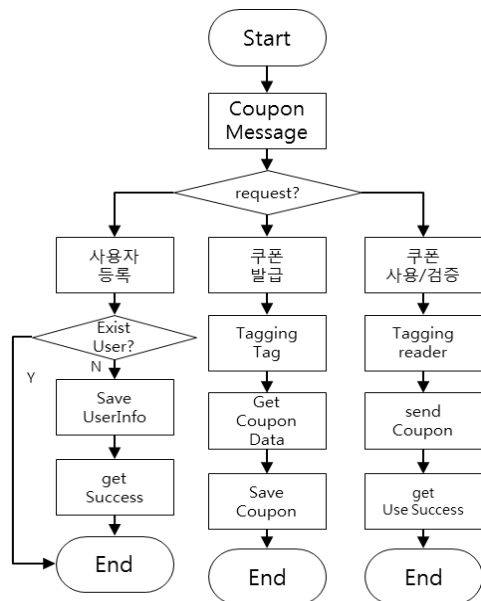 Start
Coupon
Message
request?
사용자
등록
쿠폰
발급
쿠폰
사용/검증
Exist
User?
Tagging
Tag
Tagging
reader
Y
N
Save
UserInfo
Get
Coupon
Data
send
Coupon
get
Success
Save
Coupon
get
Use Success
End
End
End